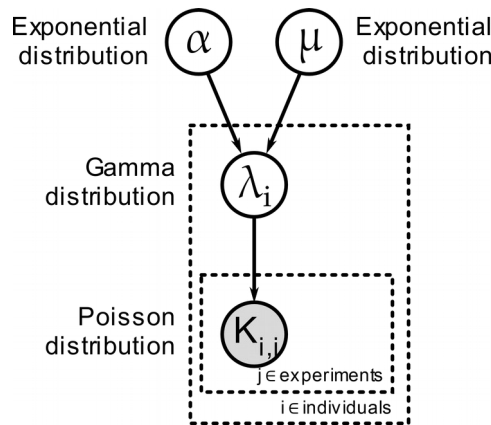 Exponential
distribution
α
μ
Exponential
distribution
Gamma
distribution
λi
Poisson
distribution
Ki,j
j∈experiments
i∈individuals